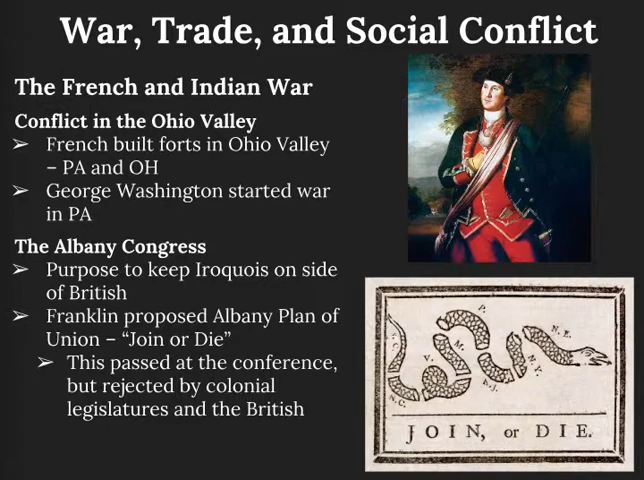 War, Trade, and Social Conflict
The French and Indian War
Conflict in the Ohio Valley
➢ French built forts in Ohio Valley
– PA and OH
➢ George Washington started war
in PA
The Albany Congress
➢ Purpose to keep Iroquois on side
of British
➢ Franklin proposed Albany Plan of
Union – “Join or Die”
➢ This passed at the conference,
but rejected by colonial
legislatures and the British
P.
N.E.
M.
V.
N.Y.
N.J.
N.C.
JOIN, or DIE.